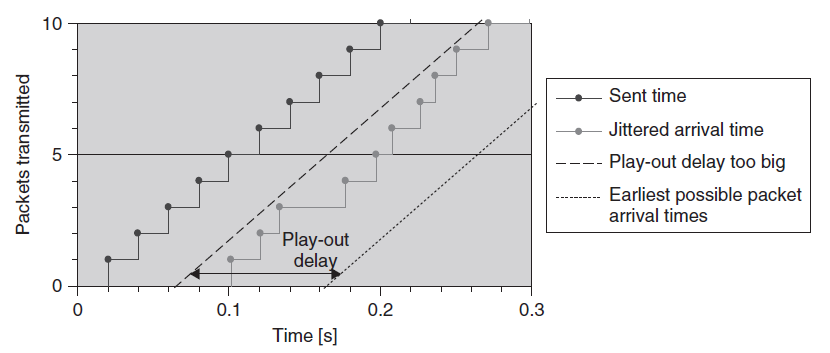 10
5
0
Packets transmitted
Play-out
delay
0
0.1
0.2
0.3
Time [s]
Sent time
Jittered arrival time
Play-out delay too big
Earliest possible packet
arrival times